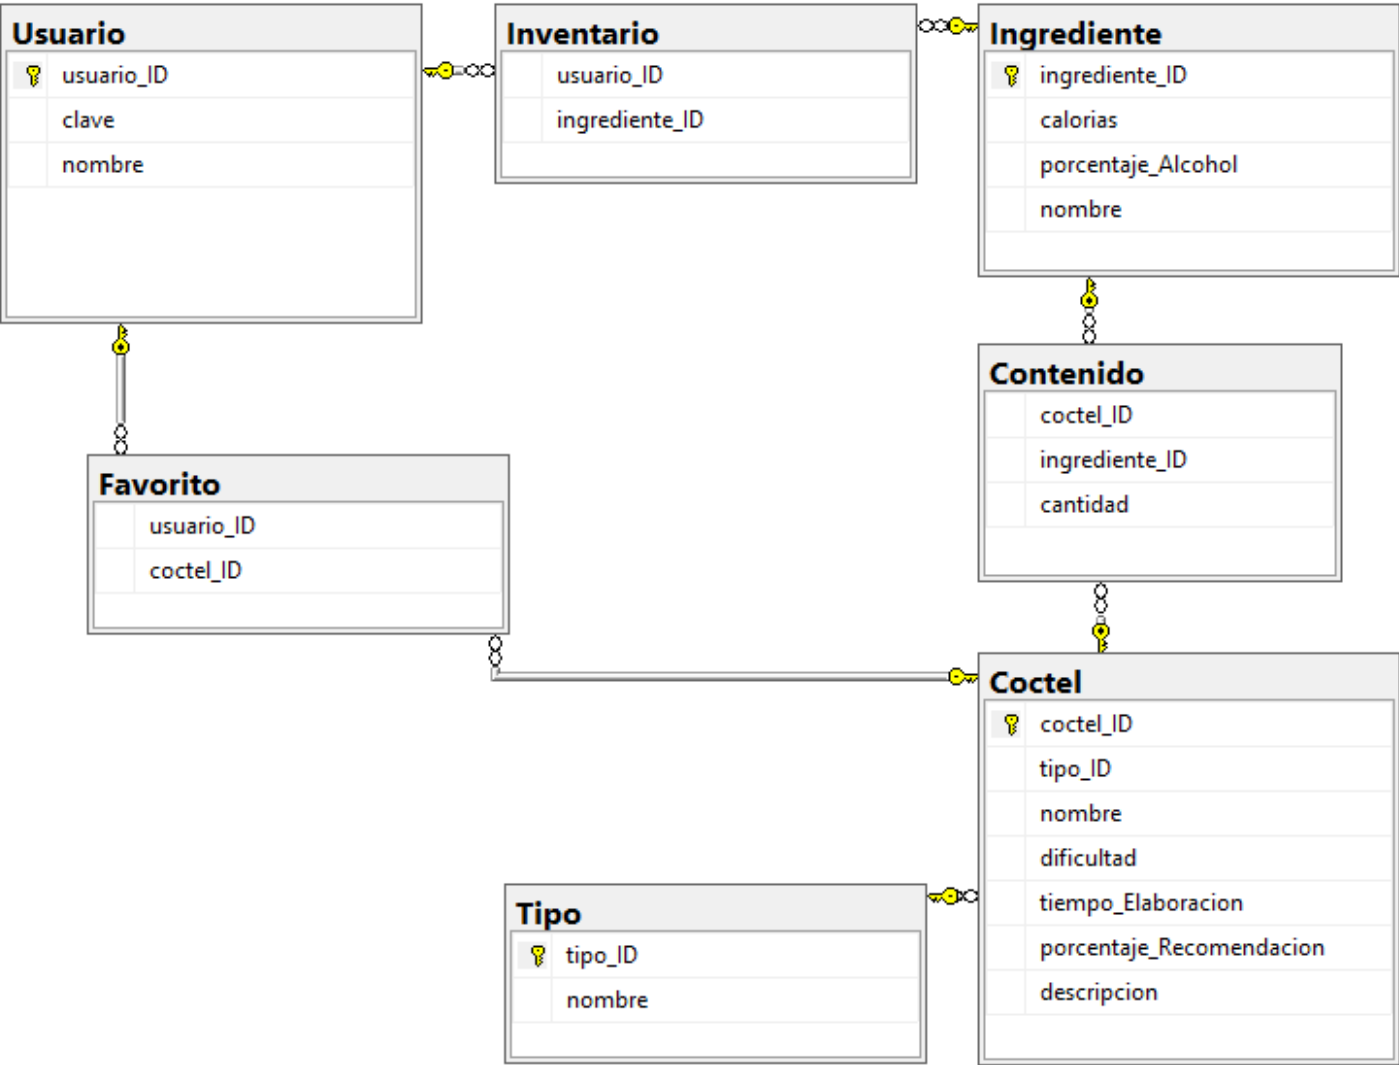 Usuario
usuario_ID
clave
nombre
Inventario
usuario_ID
ingrediente_ID
Ingrediente
ingrediente_ID
calorias
porcentaje_Alcohol
nombre
Contenido
coctel_ID
ingrediente_ID
cantidad
Favorito
usuario_ID
coctel_ID
Coctel
coctel_ID
tipo_ID
nombre
dificultad
tiempo_Elaboracion
porcentaje_Recomendacion
descripcion
Tipo
tipo_ID
nombre